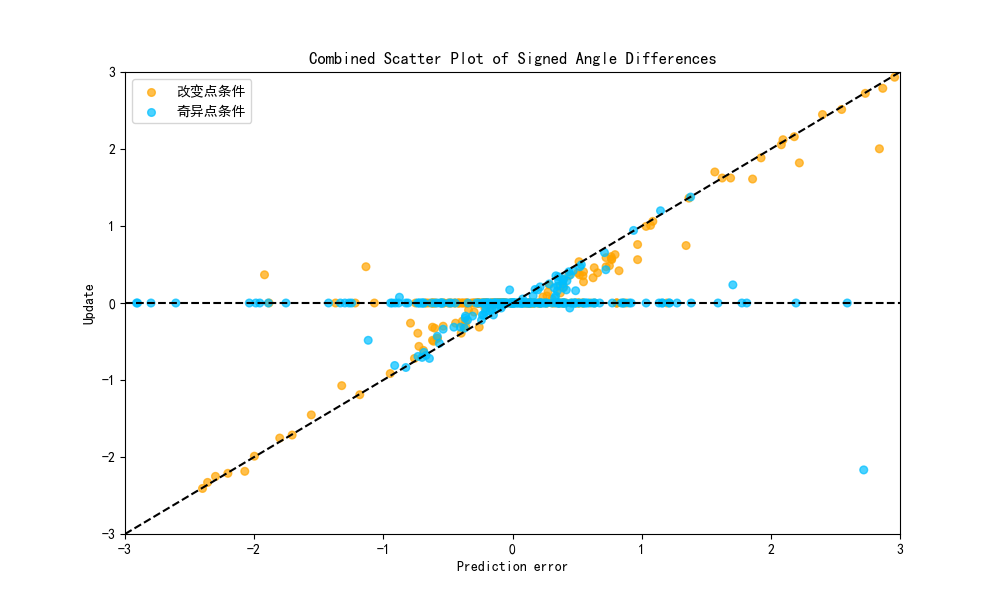 Combined Scatter Plot of Signed Angle Differences
改变点条件
奇异点条件
3
2
1
0
−1
−2
−3
Update
−3 −2 −1 0 1 2 3
Prediction error